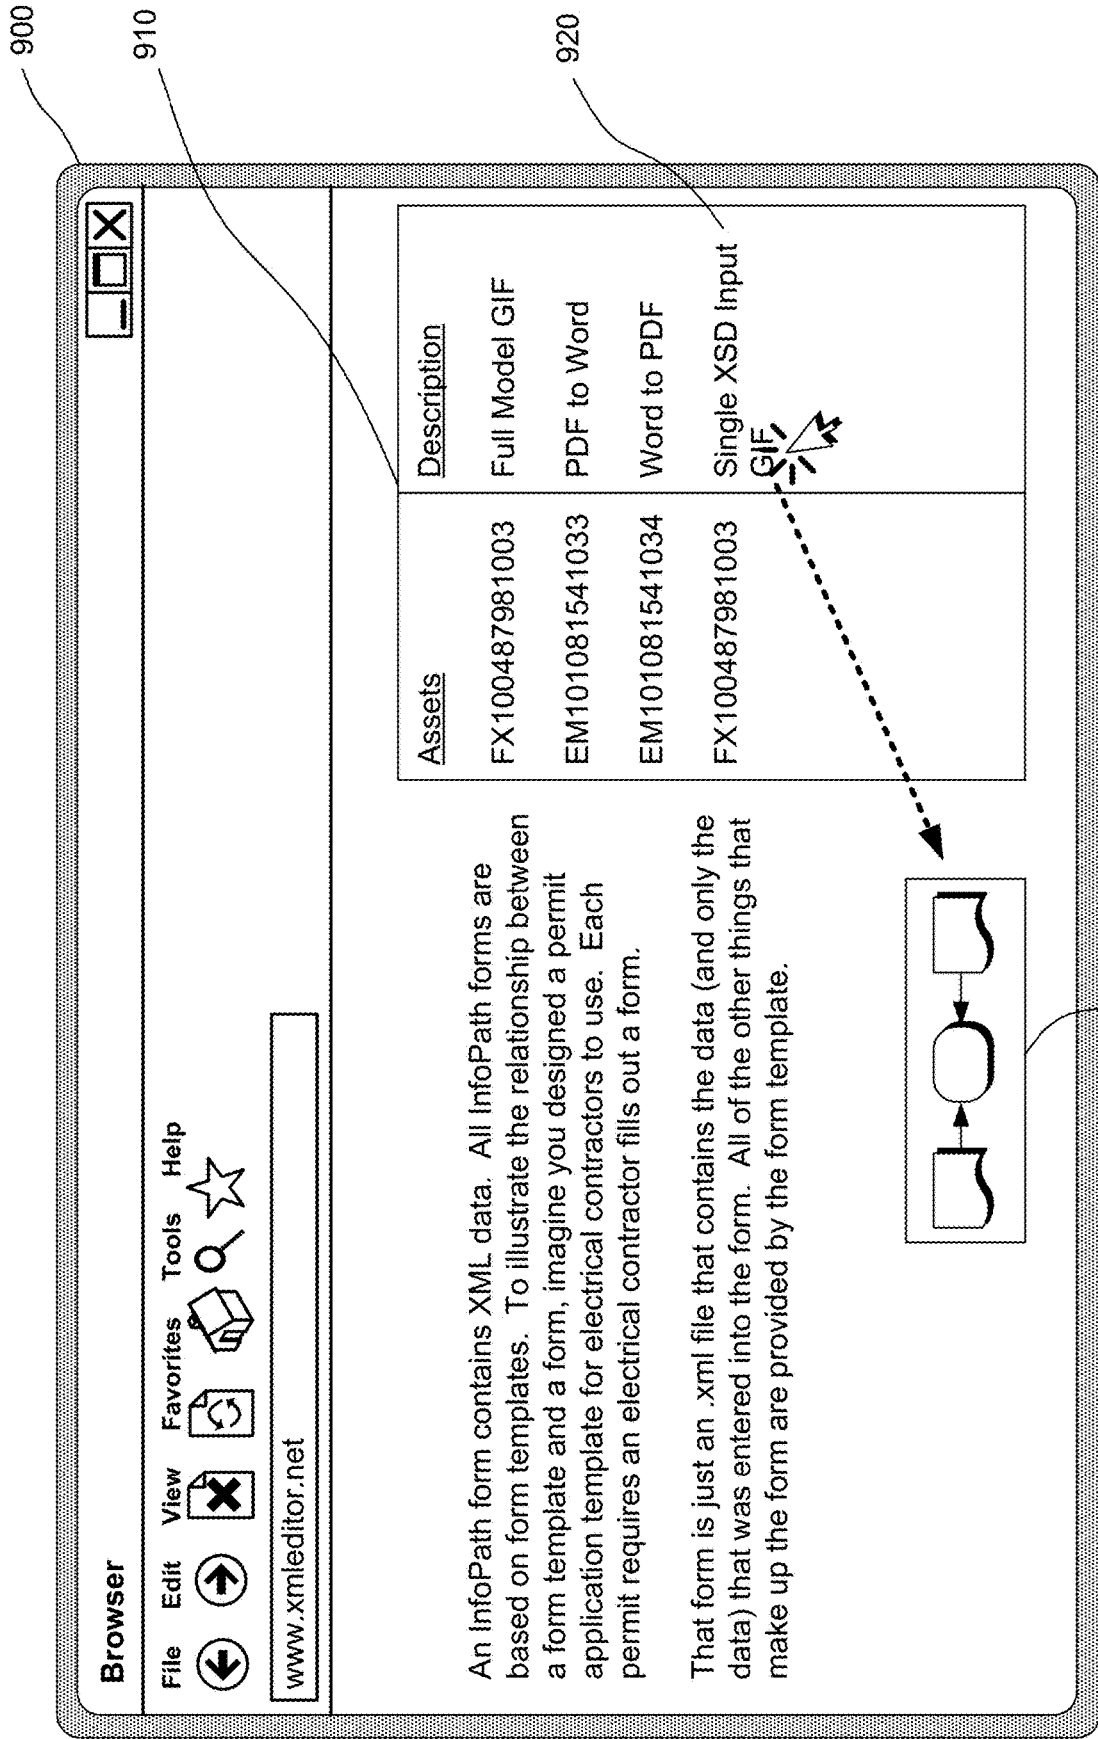 900
910
920
Browser
File Edit View Favorites Tools Help
www.xmleditor.net
An InfoPath form contains XML data. All InfoPath forms are
based on form templates. To illustrate the relationship between
a form template and a form, imagine you designed a permit
application template for electrical contractors to use. Each
permit requires an electrical contractor fills out a form.
That form is just an .xml file that contains the data (and only the
data) that was entered into the form. All of the other things that
make up the form are provided by the form template.
Assets Description
FX100487981003 Full Model GIF
EM101081541033 PDF to Word
EM101081541034 Word to PDF
FX100487981003 Single XSD Input
GIF